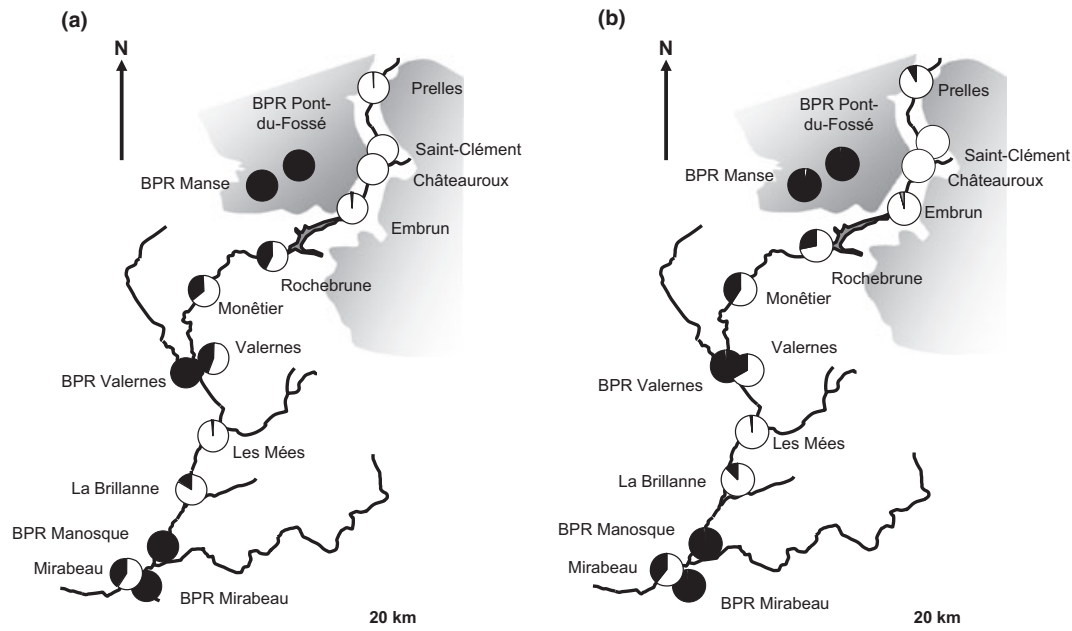 (a)
N
Prelles
BPR Pont-
du-Fossé
Saint-Clément
BPR Manse
Châteauroux
Embrun
Rochebrune
Monêtier
Valernes
BPR Valernes
Les Mées
La Brillanne
BPR Manosque
Mirabeau
BPR Mirabeau
20 km
(b)
N
Prelles
BPR Pont-
du-Fossé
Saint-Clément
BPR Manse
Châteauroux
Embrun
Rochebrune
Monêtier
Valernes
BPR Valernes
Les Mées
La Brillanne
BPR Manosque
Mirabeau
BPR Mirabeau
20 km